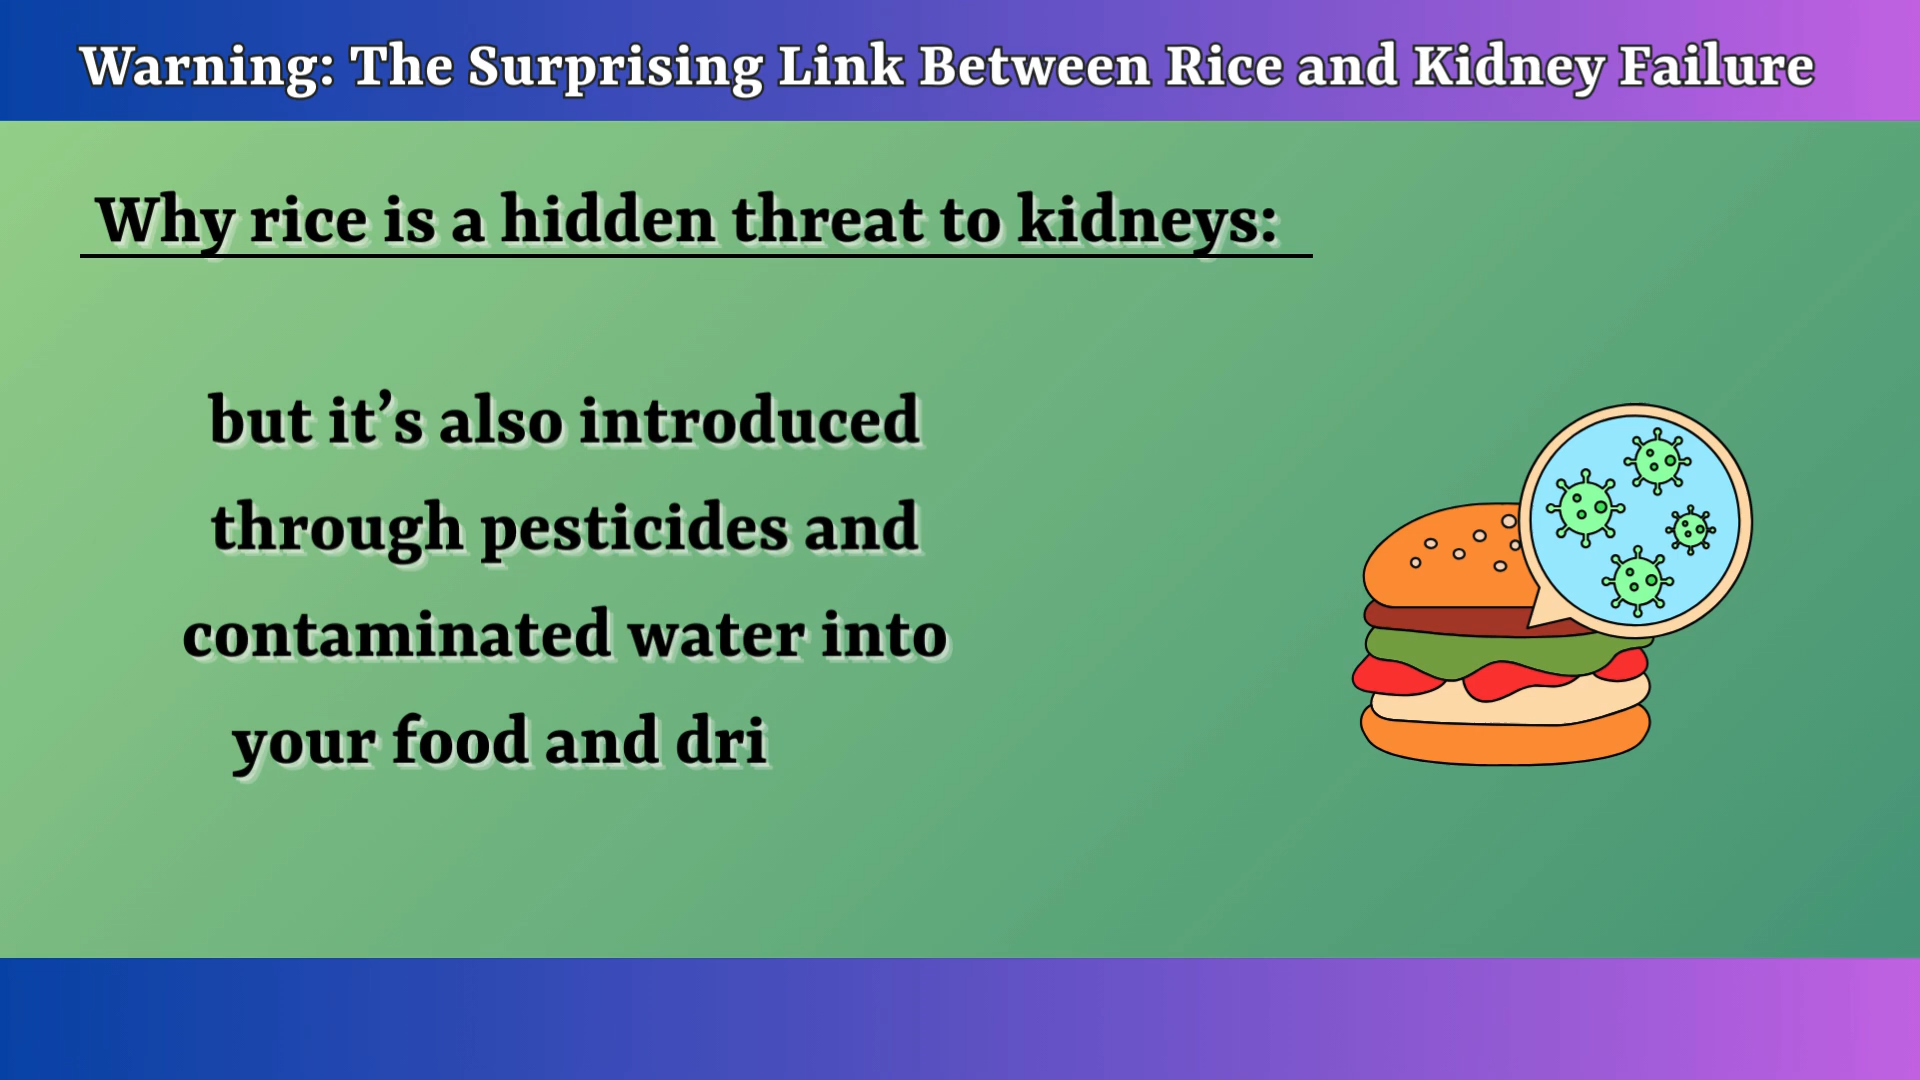 Warning: The Surprising Link Between Rice and Kidney Failure
Why rice is a hidden threat to kidneys:
but it’s also introduced
through pesticides and
contaminated water into
your food and dri